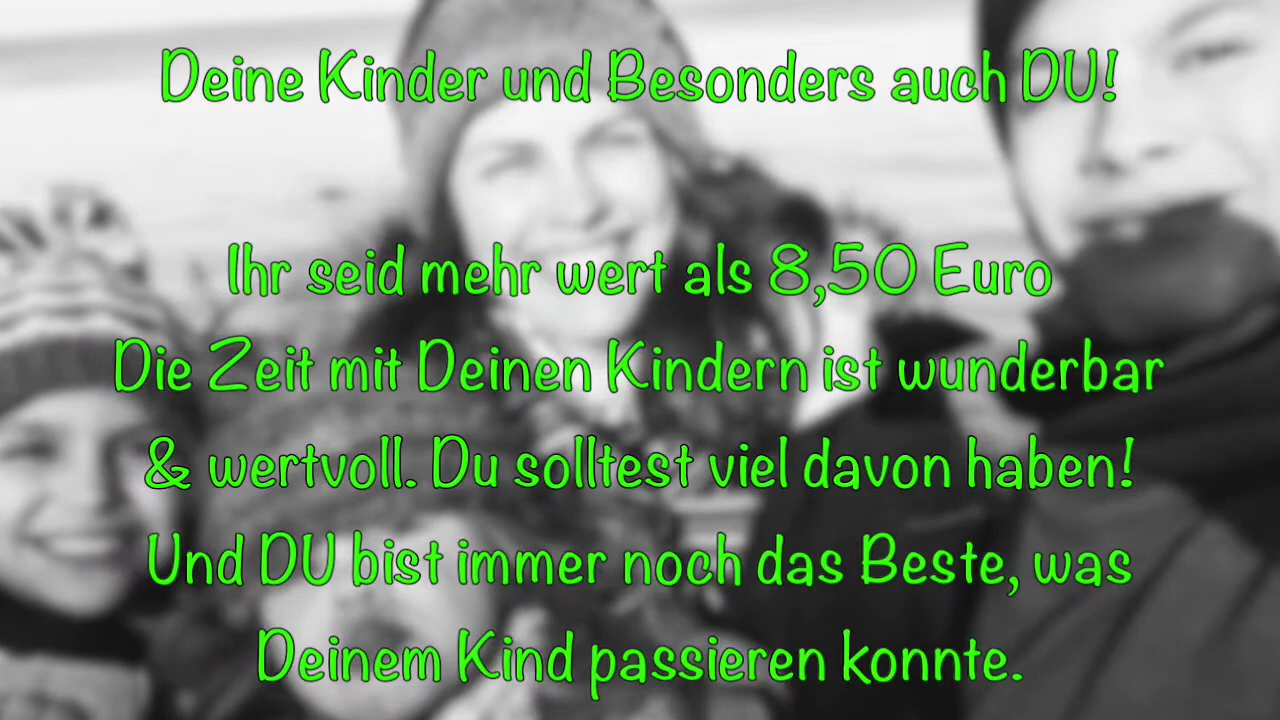 Deine Kinder und Besonders auch DU!
Ihr seid mehr wert als 8,50 Euro
Die Zeit mit Deinen Kindern ist wunderbar
& wertvoll. Du solltest viel davon haben!
Und DU bist immer noch das Beste, was
Deinem Kind passieren konnte.